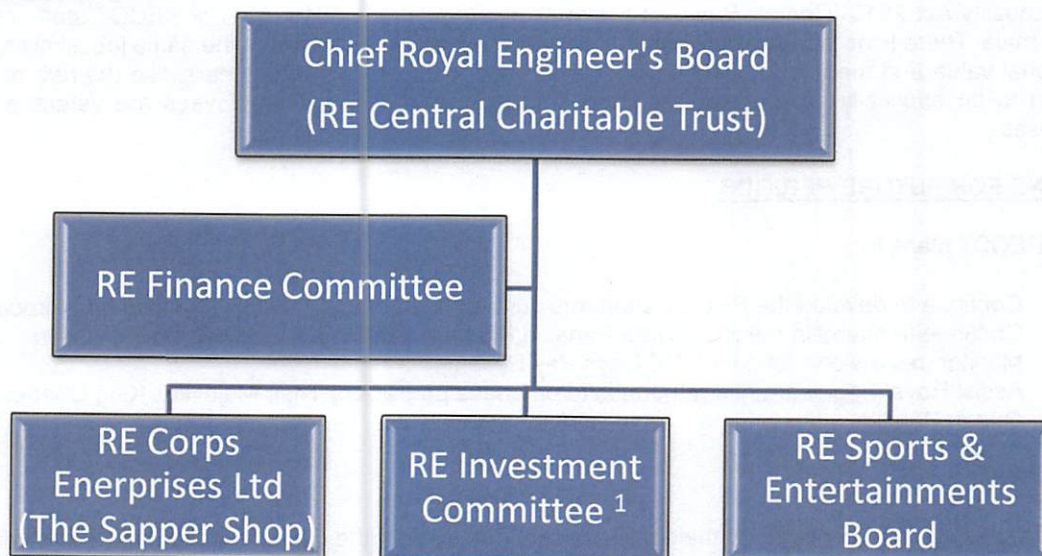 Chief Royal Engineer's Board
(RE Central Charitable Trust)
RE Finance Committee
RE Corps
Enerprises Ltd
(The Sapper Shop)
RE Investment
Committee ¹
RE Sports &
Entertainments
Board